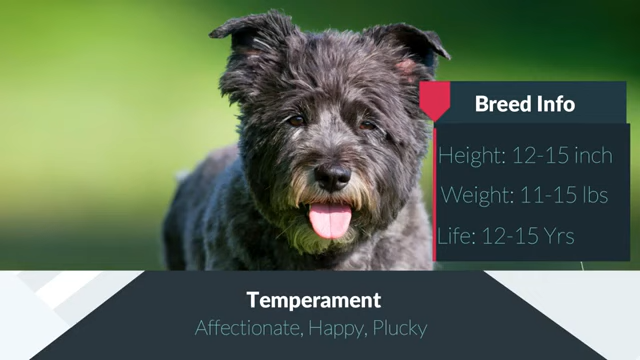 Breed Info
Height: 12-15 inch
Weight: 11-15 lbs
Life: 12-15 Yrs
Temperament
Affectionate, Happy, Plucky